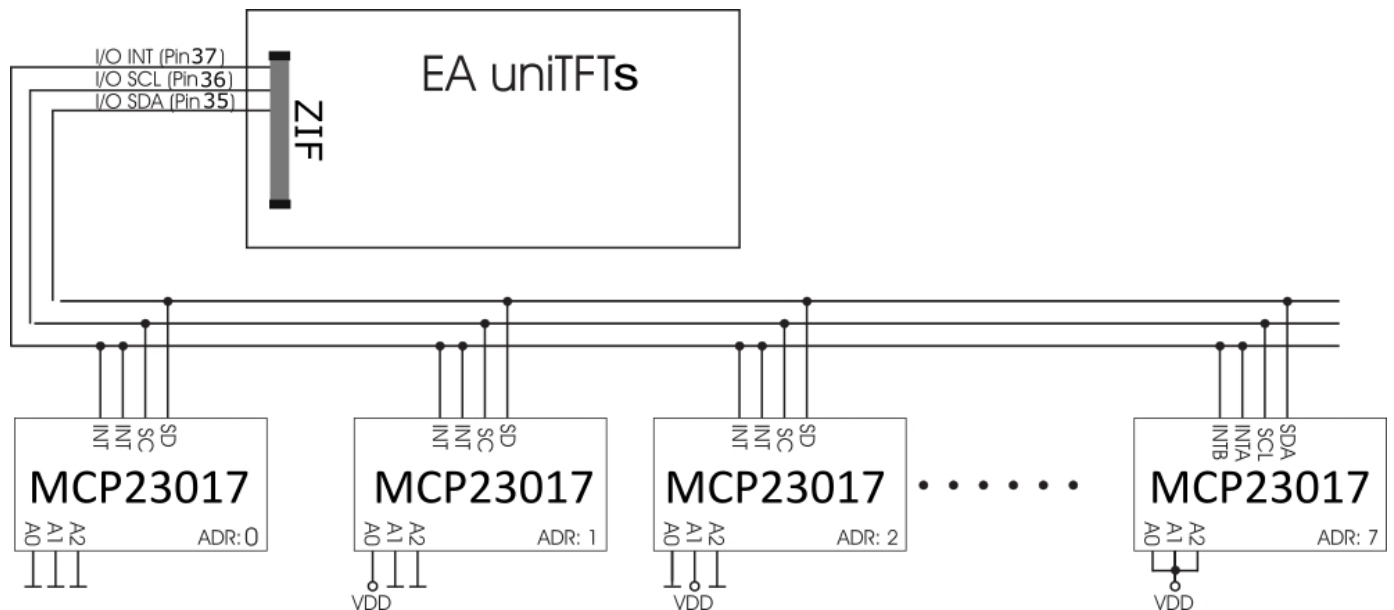 I/O INT (Pin37)
I/O SCL (Pin36)
I/O SDA (Pin35)
EA uniTFTs
ZIF
INT INT SC SD
MCP23017
A0 A1 A2
ADR: 0
INT INT SC SD
MCP23017
A0 A1 A2
ADR: 1
VDD
INT INT SC SD
MCP23017
A0 A1 A2
ADR: 2
VDD
INTB INTA SCL SDA
MCP23017
A0 A1 A2
ADR: 7
VDD